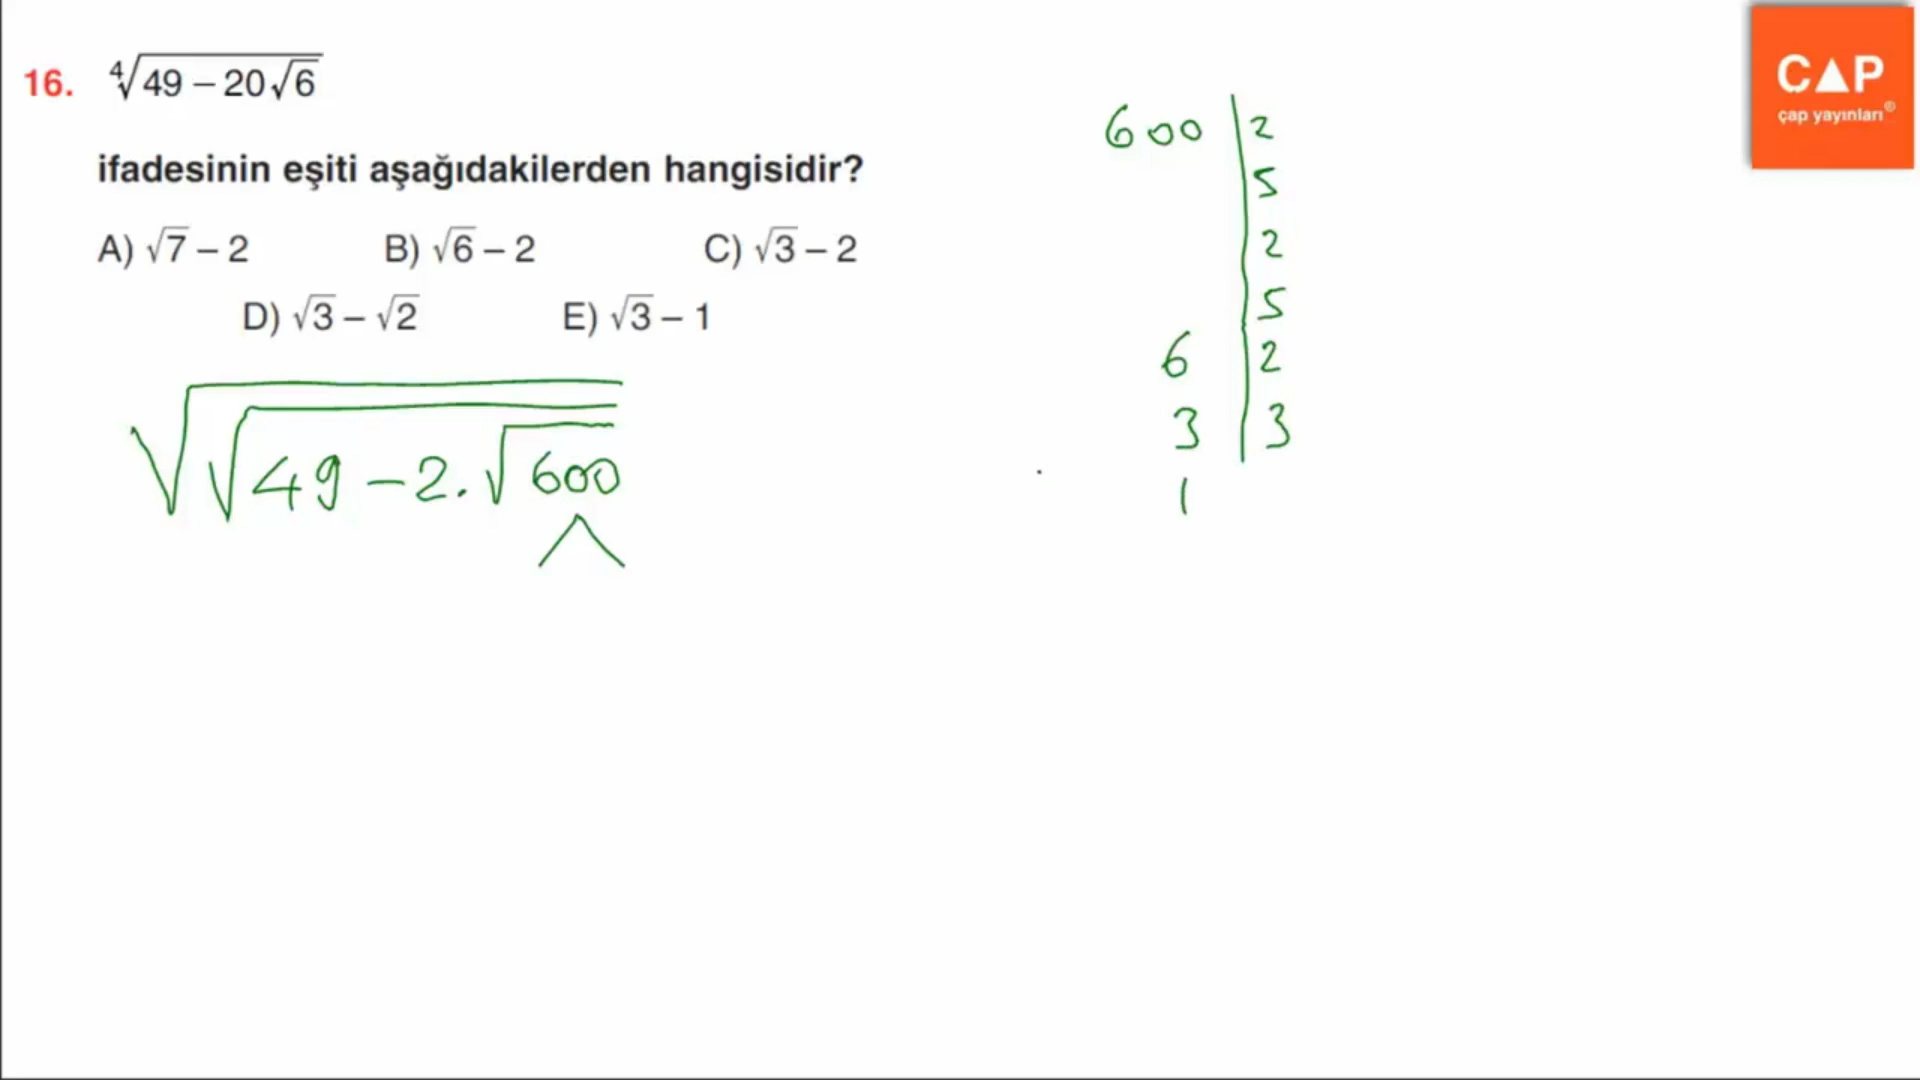 16. ⁴√(49 – 20√6)
ifadesinin eşiti aşağıdakilerden hangisidir?
A) √7 – 2 B) √6 – 2 C) √3 – 2
D) √3 – √2 E) √3 – 1
√(√(49 – 2.√600))
600 | 2
5
2
5
6 | 2
3 | 3
1
ÇAP
çap yayınları®